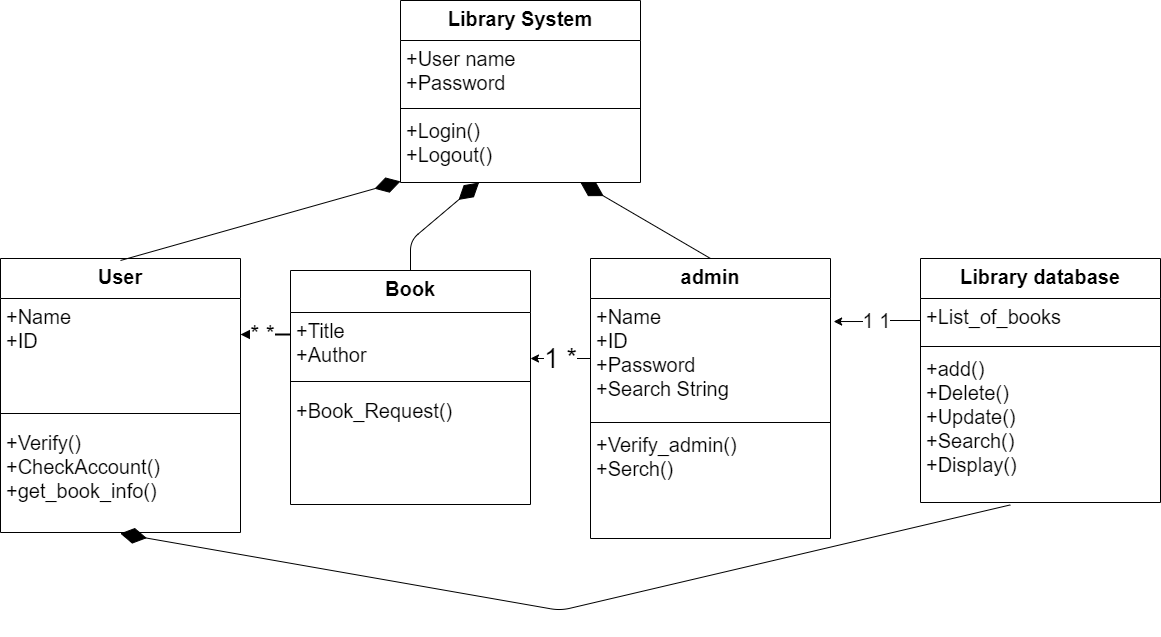 Library System
+User name
+Password
+Login()
+Logout()
User
+Name
+ID
+Verify()
+CheckAccount()
+get_book_info()
* *
Book
+Title
+Author
+Book_Request()
1 *
admin
+Name
+ID
+Password
+Search String
+Verify_admin()
+Serch()
1 1
Library database
+List_of_books
+add()
+Delete()
+Update()
+Search()
+Display()